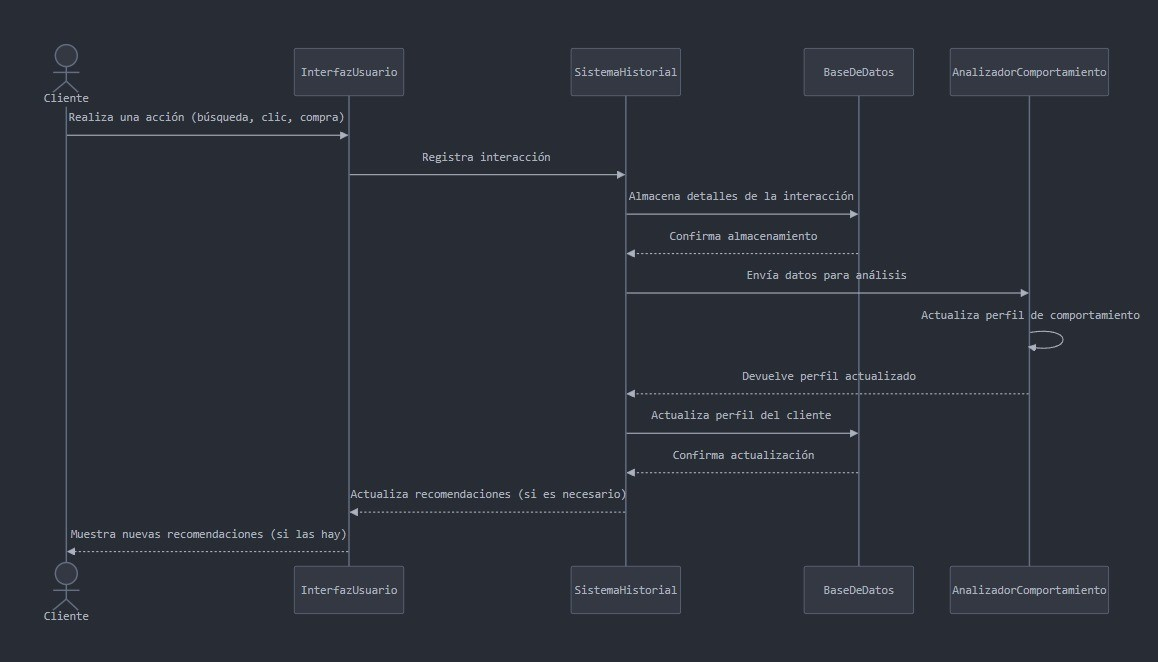 InterfazUsuario
SistemaHistorial
BaseDeDatos
AnalizadorComportamiento
Cliente
Realiza una acción (búsqueda, clic, compra)
Registra interacción
Almacena detalles de la interacción
Confirma almacenamiento
Envía datos para análisis
Actualiza perfil de comportamiento
Devuelve perfil actualizado
Actualiza perfil del cliente
Confirma actualización
Actualiza recomendaciones (si es necesario)
Muestra nuevas recomendaciones (si las hay)
InterfazUsuario
SistemaHistorial
BaseDeDatos
AnalizadorComportamiento
Cliente